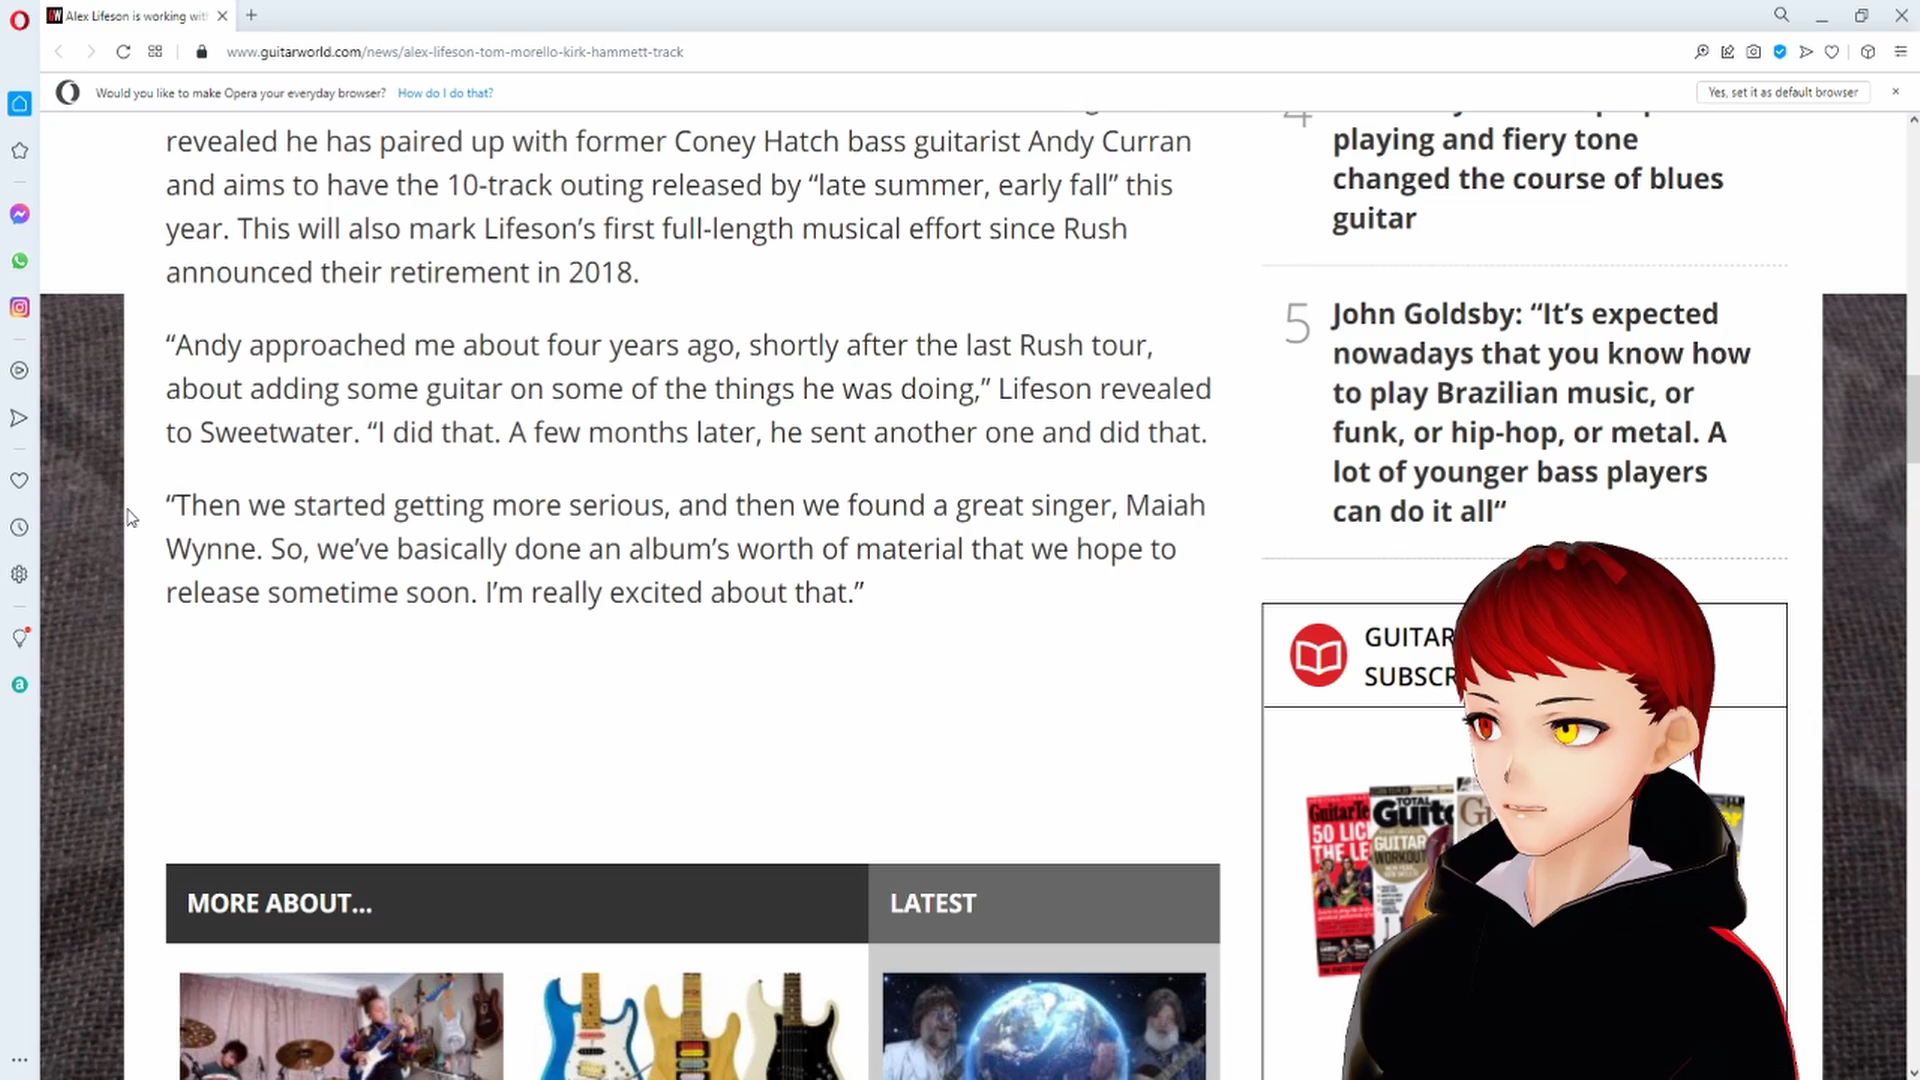 Alex Lifeson is working wit
www.guitarworld.com/news/alex-lifeson-tom-morello-kirk-hammett-track
Would you like to make Opera your everyday browser? How do I do that?
Yes, set it as default browser
revealed he has paired up with former Coney Hatch bass guitarist Andy Curran
and aims to have the 10-track outing released by “late summer, early fall” this
year. This will also mark Lifeson’s first full-length musical effort since Rush
announced their retirement in 2018.
“Andy approached me about four years ago, shortly after the last Rush tour,
about adding some guitar on some of the things he was doing,” Lifeson revealed
to Sweetwater. “I did that. A few months later, he sent another one and did that.
“Then we started getting more serious, and then we found a great singer, Maiah
Wynne. So, we’ve basically done an album’s worth of material that we hope to
release sometime soon. I’m really excited about that.”
MORE ABOUT...
LATEST
4
playing and fiery tone
changed the course of blues
guitar
5
John Goldsby: “It’s expected
nowadays that you know how
to play Brazilian music, or
funk, or hip-hop, or metal. A
lot of younger bass players
can do it all“
GUITAR
SUBSCR
GuitarTe
50 LIC
THE LE
TOTAL
Guita
GUITAR
WORKOUT